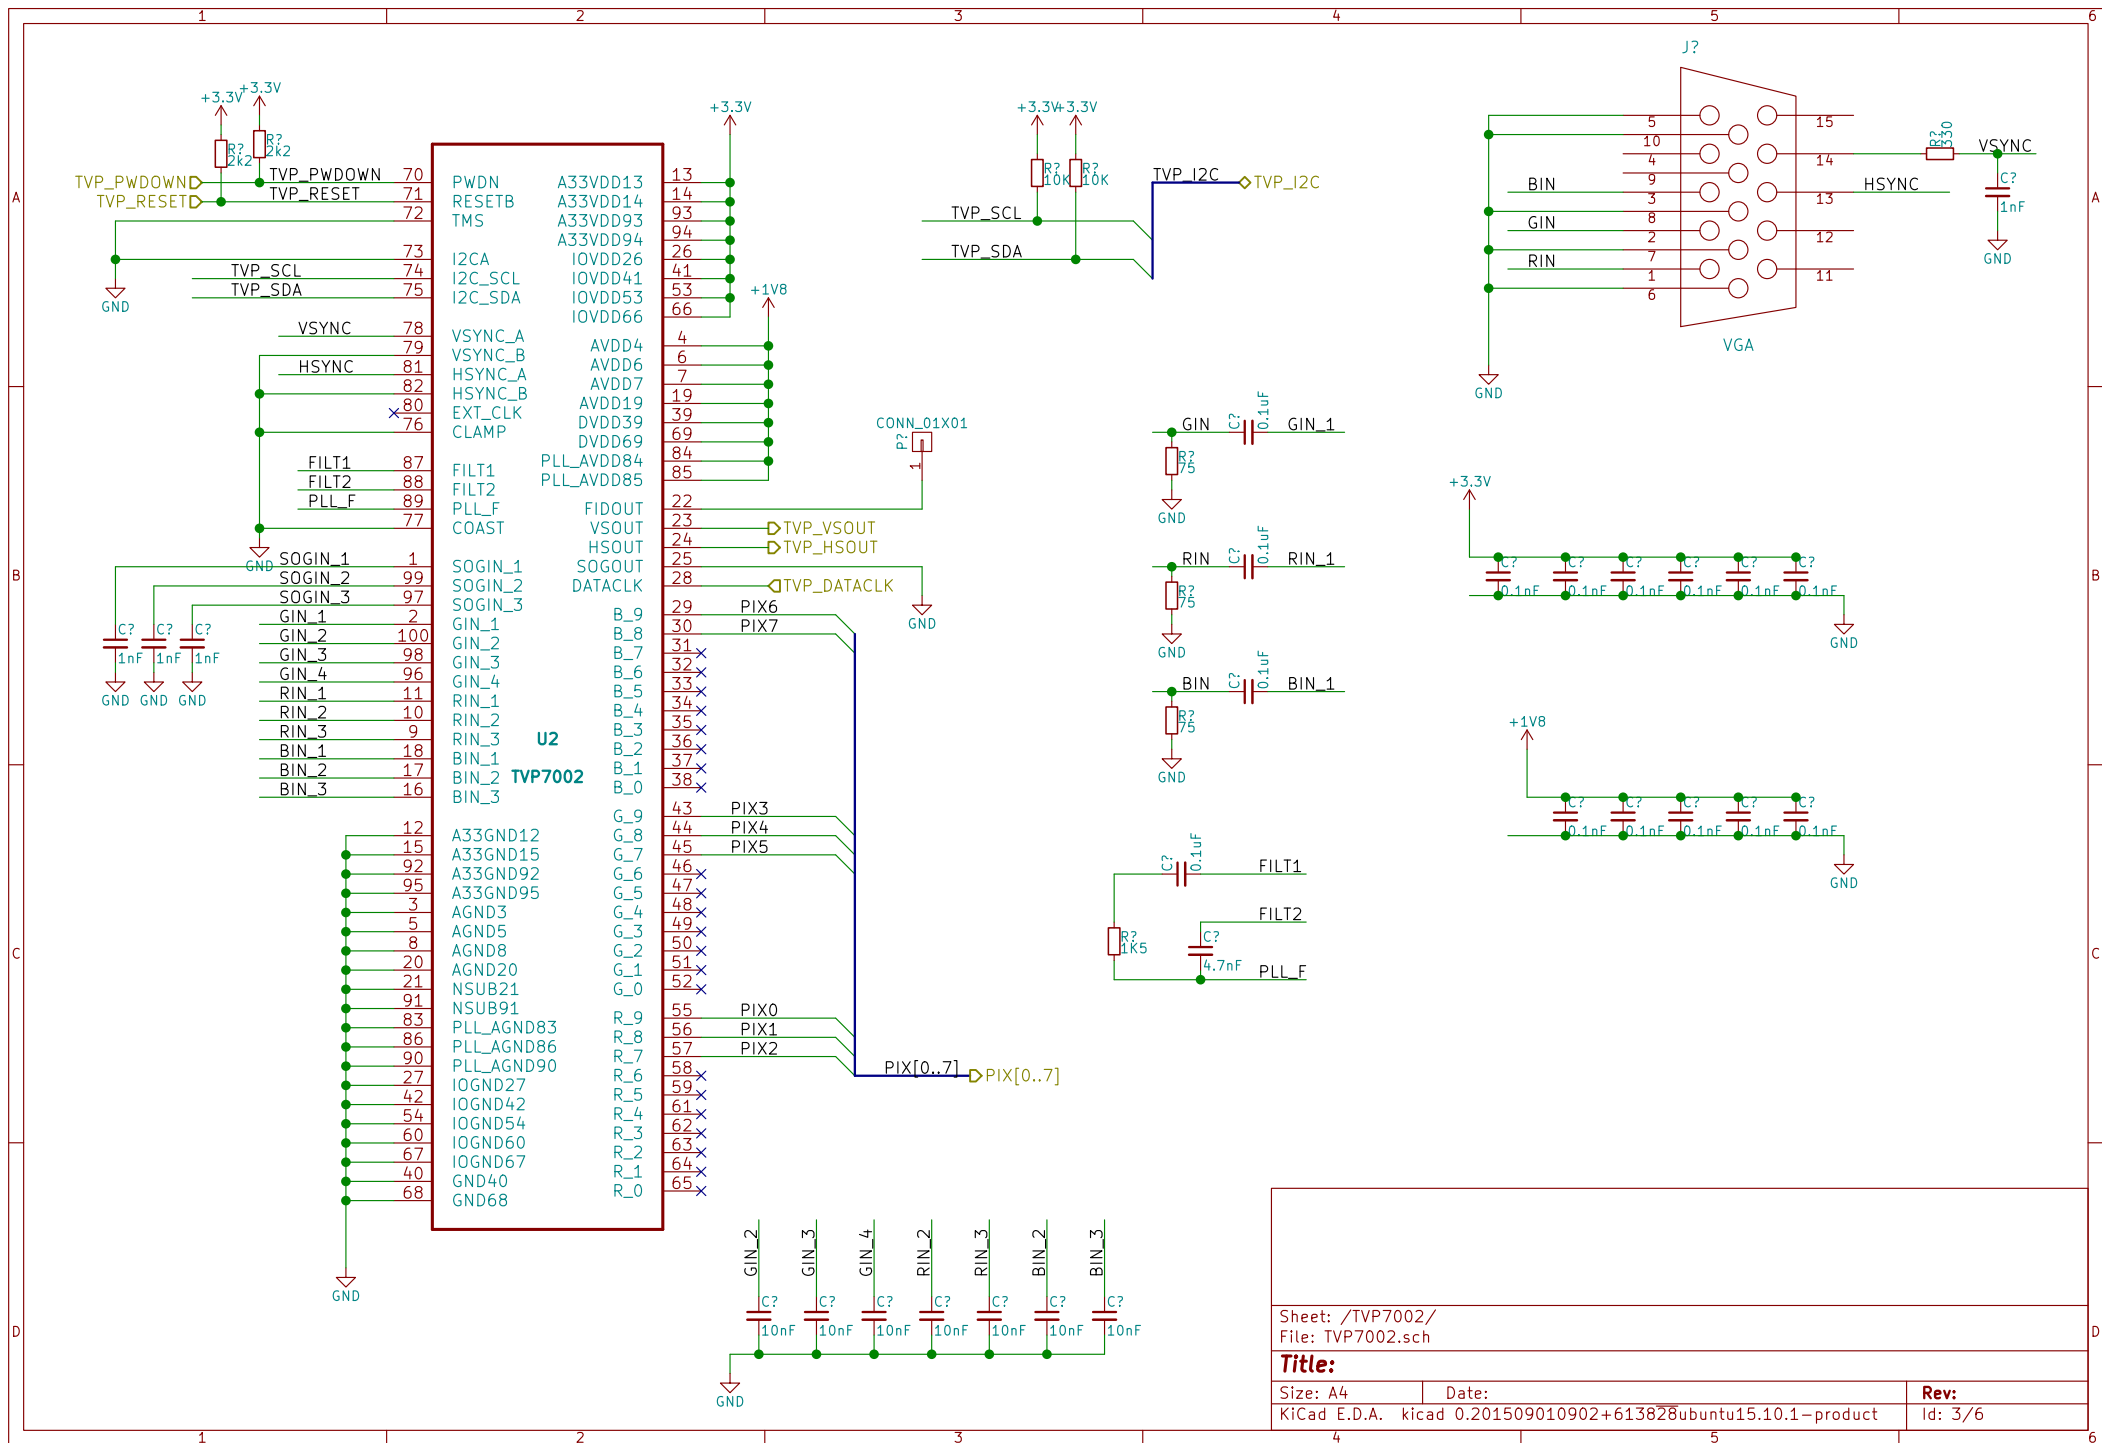 1 2 3 4 5 6
A
B
C
D
+3.3V
+3.3V
R?
2k2
R?
2k2
TVP_PWDOWN
TVP_RESET
TVP_PWDOWN 70 PWDN
TVP_RESET 71 RESETB
72 TMS
73 I2CA
TVP_SCL 74 I2C_SCL
TVP_SDA 75 I2C_SDA
GND
VSYNC 78 VSYNC_A
79 VSYNC_B
HSYNC 81 HSYNC_A
82 HSYNC_B
80 EXT_CLK
76 CLAMP
FILT1 87 FILT1
FILT2 88 FILT2
PLL_F 89 PLL_F
77 COAST
GND
SOGIN_1 1 SOGIN_1
SOGIN_2 99 SOGIN_2
SOGIN_3 97 SOGIN_3
GIN_1 2 GIN_1
GIN_2 100 GIN_2
GIN_3 98 GIN_3
GIN_4 96 GIN_4
RIN_1 11 RIN_1
RIN_2 10 RIN_2
RIN_3 9 RIN_3
BIN_1 18 BIN_1
BIN_2 17 BIN_2
BIN_3 16 BIN_3
C? C? C?
1nF 1nF 1nF
GND GND GND
U2
TVP7002
12 A33GND12
15 A33GND15
92 A33GND92
95 A33GND95
3 AGND3
5 AGND5
8 AGND8
20 AGND20
21 NSUB21
91 NSUB91
83 PLL_AGND83
86 PLL_AGND86
90 PLL_AGND90
27 IOGND27
42 IOGND42
54 IOGND54
60 IOGND60
67 IOGND67
40 GND40
68 GND68
GND
+3.3V
A33VDD13 13
A33VDD14 14
A33VDD93 93
A33VDD94 94
IOVDD26 26
IOVDD41 41
IOVDD53 53
IOVDD66 66
+1V8
AVDD4 4
AVDD6 6
AVDD7 7
AVDD19 19
DVDD39 39
DVDD69 69
PLL_AVDD84 84
PLL_AVDD85 85
FIDOUT 22
VSOUT 23 TVP_VSOUT
HSOUT 24 TVP_HSOUT
SOGOUT 25
DATACLK 28 TVP_DATACLK
CONN_01X01
P?
1
GND
B_9 29 PIX6
B_8 30 PIX7
B_7 31
B_6 32
B_5 33
B_4 34
B_3 35
B_2 36
B_1 37
B_0 38
G_9 43 PIX3
G_8 44 PIX4
G_7 45 PIX5
G_6 46
G_5 47
G_4 48
G_3 49
G_2 50
G_1 51
G_0 52
R_9 55 PIX0
R_8 56 PIX1
R_7 57 PIX2
R_6 58
R_5 59
R_4 61
R_3 62
R_2 63
R_1 64
R_0 65
PIX[0..7] PIX[0..7]
+3.3V +3.3V
R? R?
10K 10K
TVP_SCL
TVP_SDA
TVP_I2C TVP_I2C
J?
5
10
4
9
3
8
2
7
1
6
15
14
13
12
11
BIN
GIN
RIN
VGA
GND
R?
330
VSYNC
HSYNC
C?
1nF
GND
GIN C? 0.1uF GIN_1
R?
75
GND
RIN C? 0.1uF RIN_1
R?
75
GND
BIN C? 0.1uF BIN_1
R?
75
GND
+3.3V
C? C? C? C? C? C?
0.1nF 0.1nF 0.1nF 0.1nF 0.1nF 0.1nF
GND
+1V8
C? C? C? C? C?
0.1nF 0.1nF 0.1nF 0.1nF 0.1nF
GND
C? 0.1uF FILT1
FILT2
R?
1K5
C?
4.7nF
PLL_F
GIN_2 GIN_3 GIN_4 RIN_2 RIN_3 BIN_2 BIN_3
C? C? C? C? C? C? C?
10nF 10nF 10nF 10nF 10nF 10nF 10nF
GND
Sheet: /TVP7002/
File: TVP7002.sch
Title:
Size: A4 Date: Rev:
KiCad E.D.A. kicad 0.201509010902+613828ubuntu15.10.1-product Id: 3/6
A
B
C
D
1 2 3 4 5 6